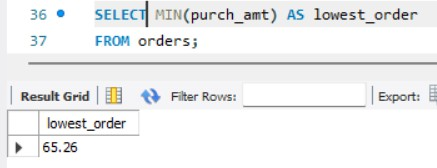 36 SELECT MIN(purch_amt) AS lowest_order
37 FROM orders;
Result Grid Filter Rows: Export:
lowest_order
65.26